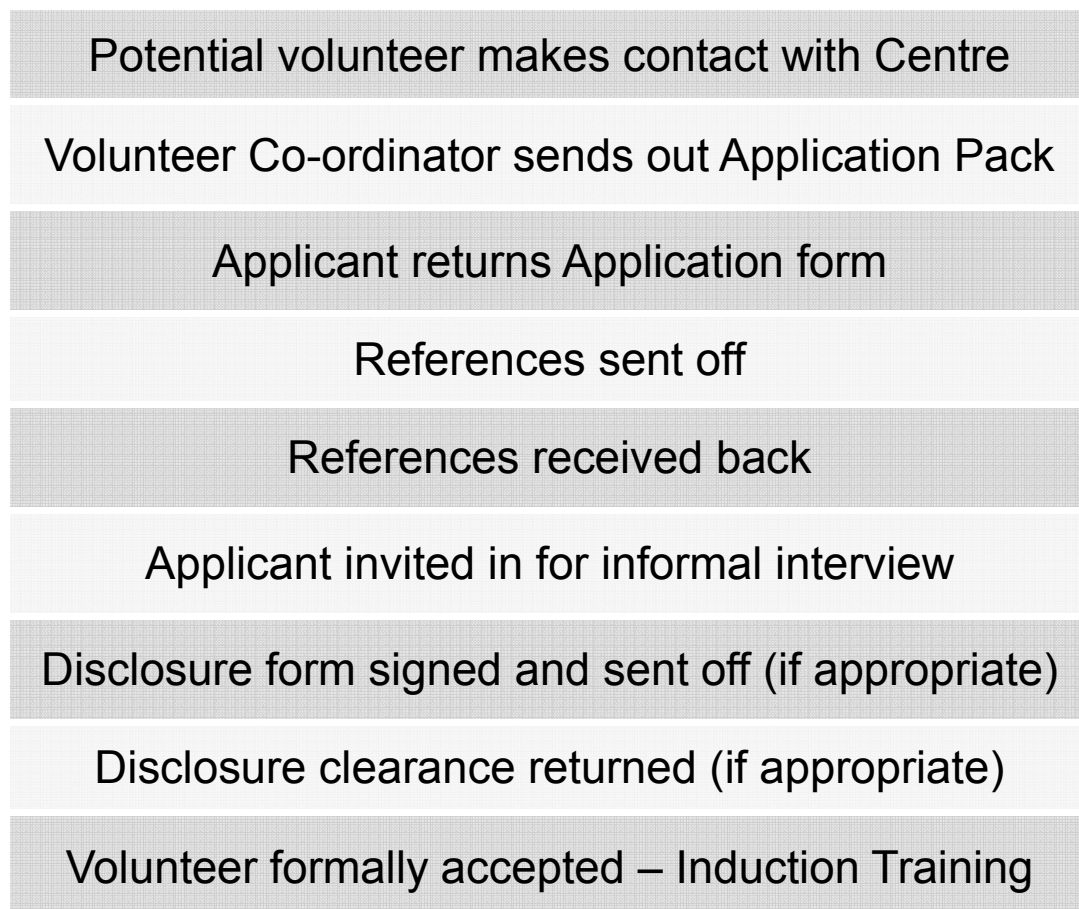 Potential volunteer makes contact with Centre
Volunteer Co-ordinator sends out Application Pack
Applicant returns Application form
References sent off
References received back
Applicant invited in for informal interview
Disclosure form signed and sent off (if appropriate)
Disclosure clearance returned (if appropriate)
Volunteer formally accepted – Induction Training